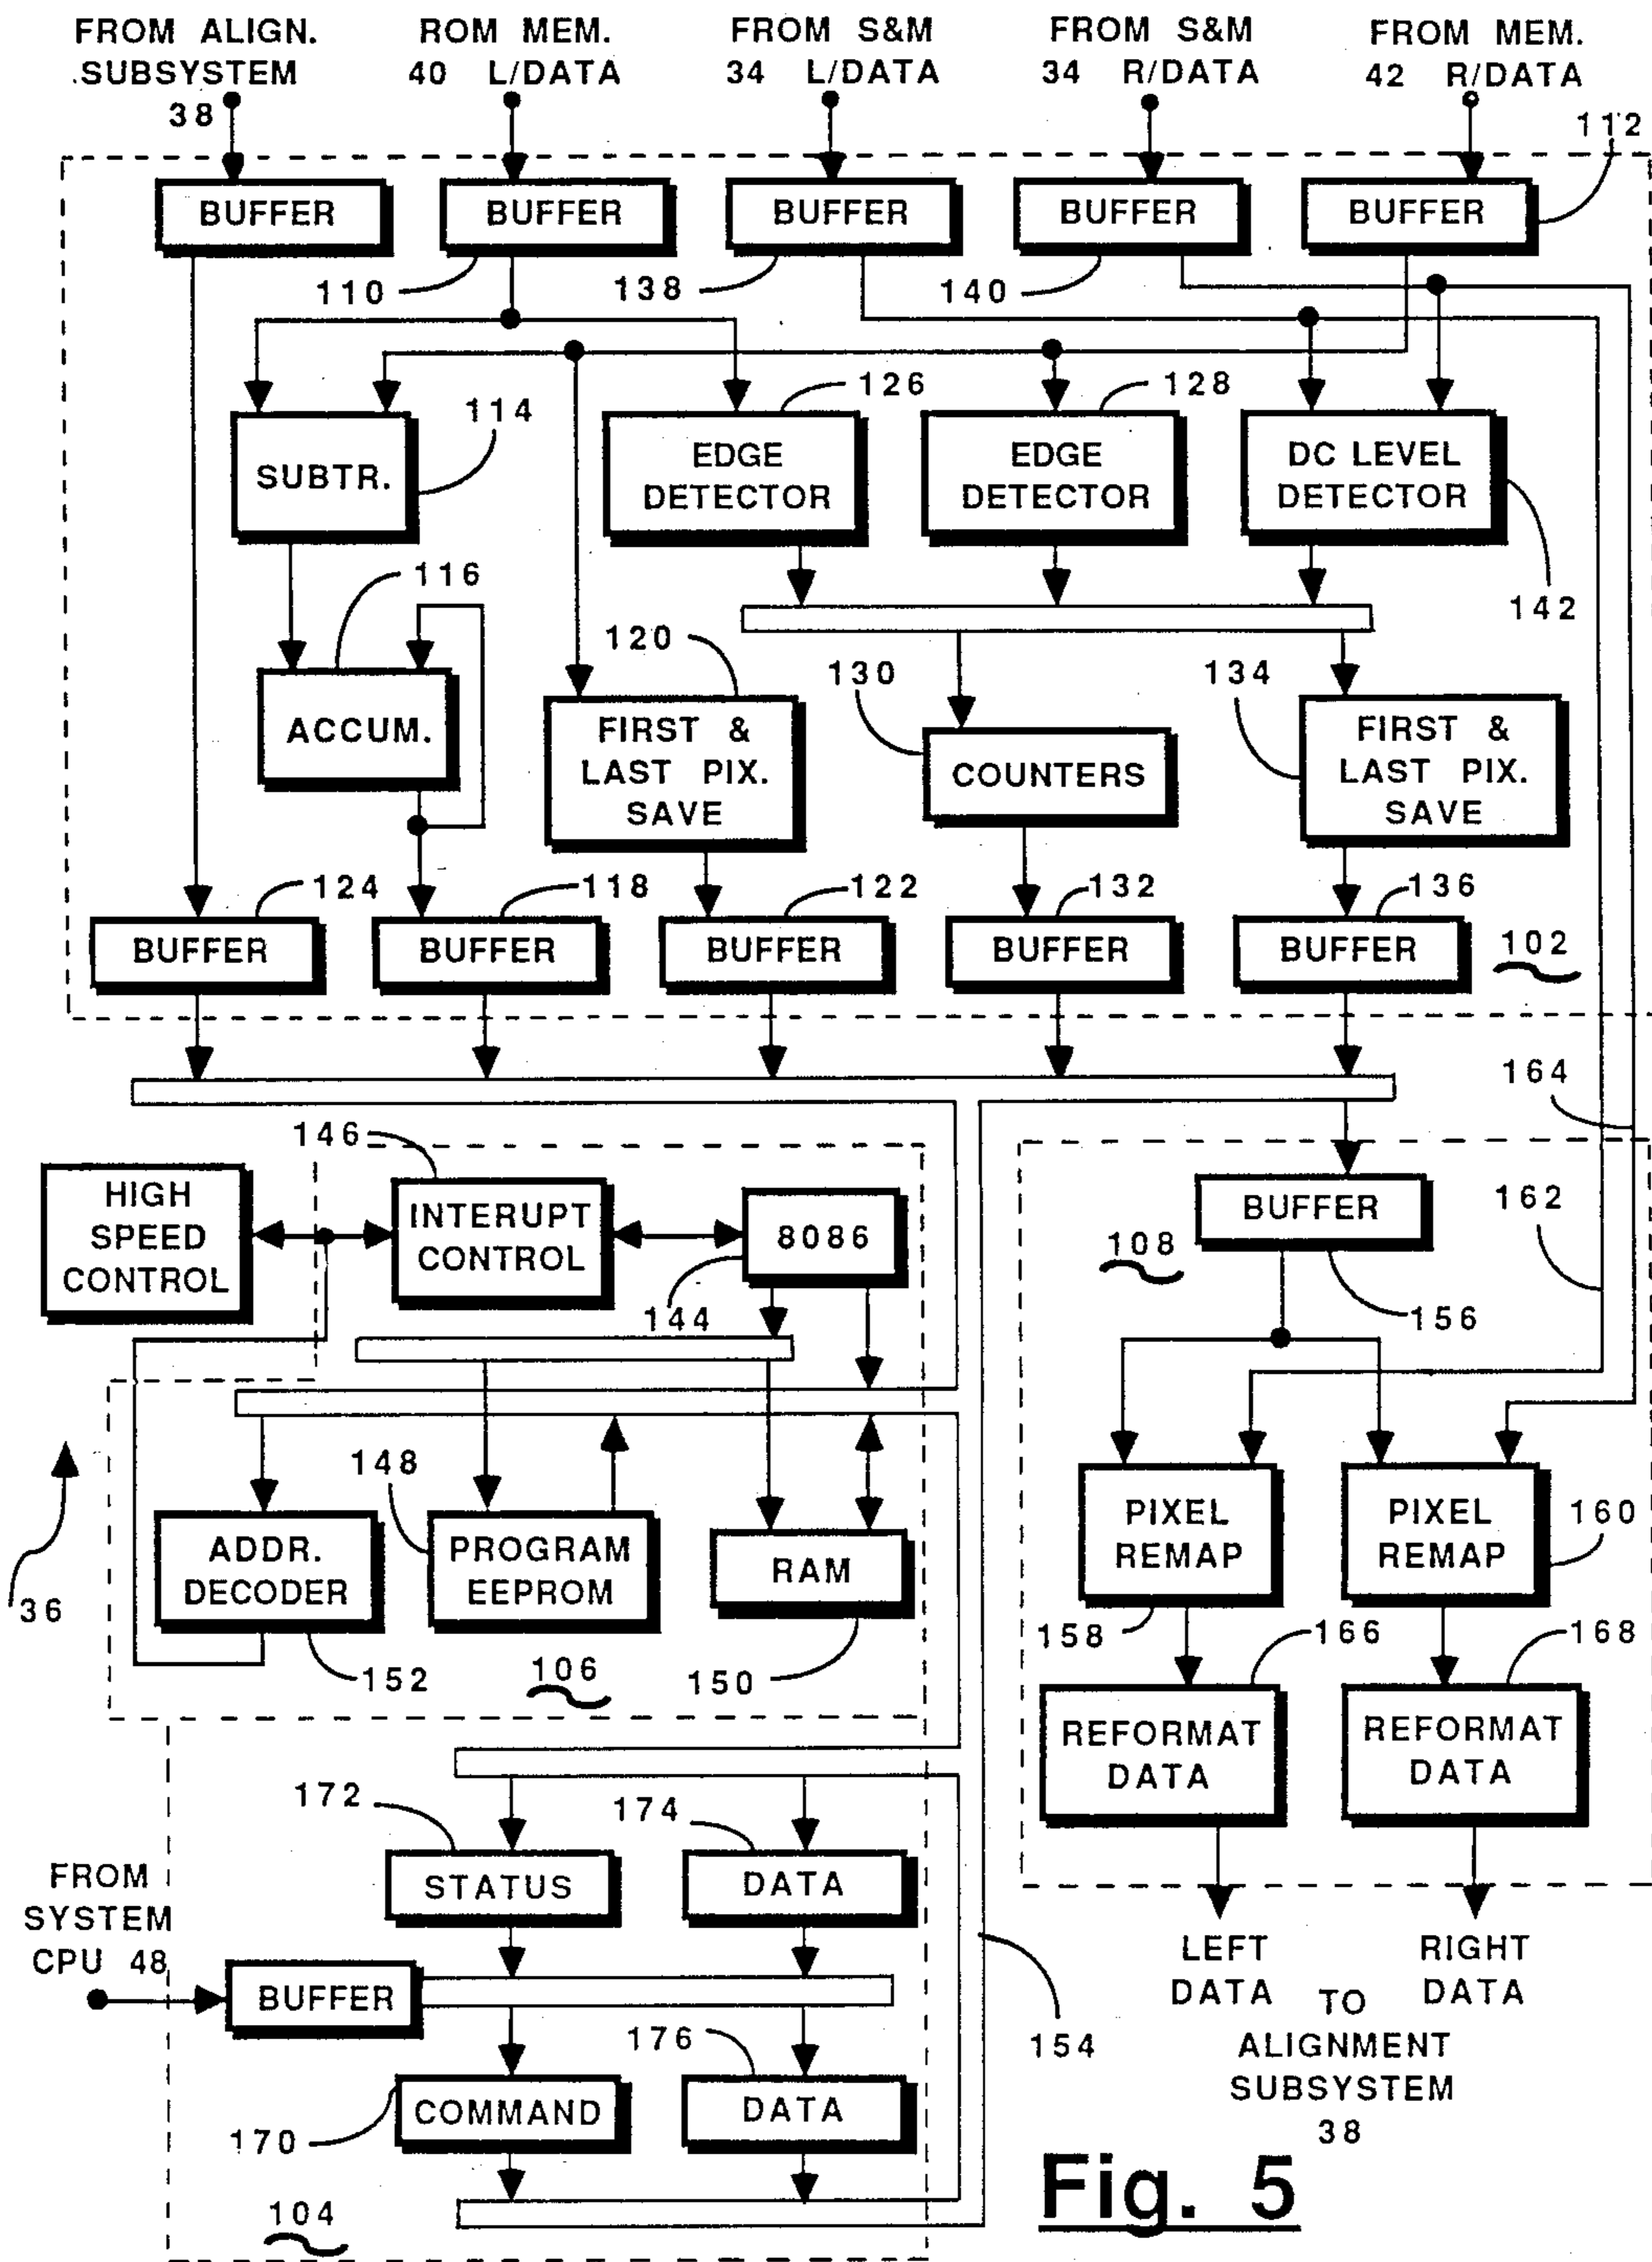 FROM ALIGN.
SUBSYSTEM
38
ROM MEM.
40 L/DATA
FROM S&M
34 L/DATA
FROM S&M
34 R/DATA
FROM MEM.
42 R/DATA
112
BUFFER
BUFFER
BUFFER
BUFFER
BUFFER
110
138
140
126
128
114
SUBTR.
EDGE
DETECTOR
EDGE
DETECTOR
DC LEVEL
DETECTOR
116
142
120
130
134
ACCUM.
FIRST &
LAST PIX.
SAVE
COUNTERS
FIRST &
LAST PIX.
SAVE
124
118
122
132
136
BUFFER
BUFFER
BUFFER
BUFFER
BUFFER
102
164
146
HIGH
SPEED
CONTROL
INTERUPT
CONTROL
8086
144
BUFFER
162
108
156
148
36
ADDR.
DECODER
PROGRAM
EEPROM
RAM
PIXEL
REMAP
PIXEL
REMAP
160
158
166
168
152
106
150
REFORMAT
DATA
REFORMAT
DATA
172
174
STATUS
DATA
FROM
SYSTEM
CPU 48
BUFFER
LEFT
DATA
RIGHT
DATA
TO
ALIGNMENT
SUBSYSTEM
38
154
176
COMMAND
DATA
170
104
Fig. 5